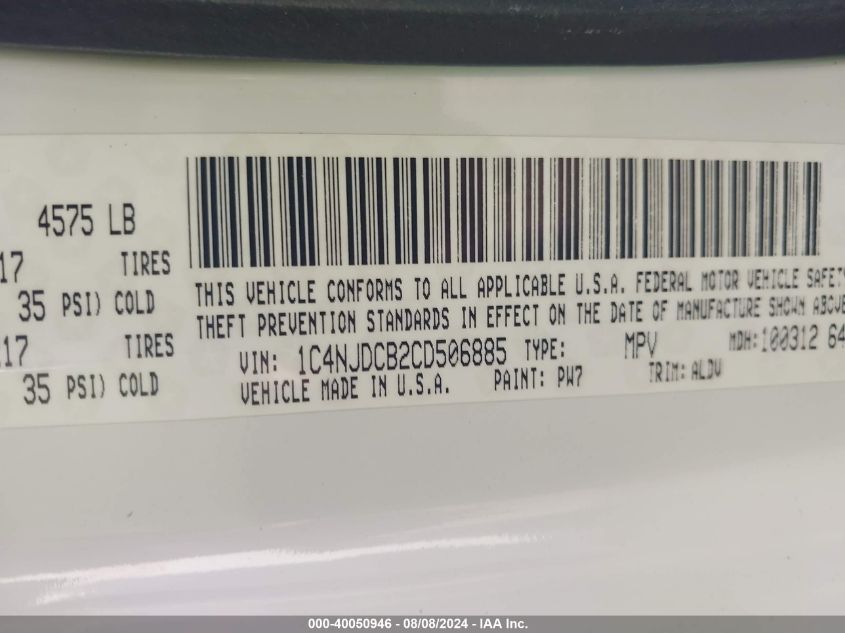 4575 LB
17 TIRES
35 PSI) COLD
17 TIRES
35 PSI) COLD
THIS VEHICLE CONFORMS TO ALL APPLICABLE U.S.A. FEDERAL MOTOR VEHICLE SAFETY
THEFT PREVENTION STANDARDS IN EFFECT ON THE DATE OF MANUFACTURE SHOWN ABOVE
VIN: 1C4NJDCB2CD506885 TYPE: MPV MDH:100312 64
VEHICLE MADE IN U.S.A. PAINT: PW7 TRIM: ALDV
000-40050946 - 08/08/2024 - IAA Inc.